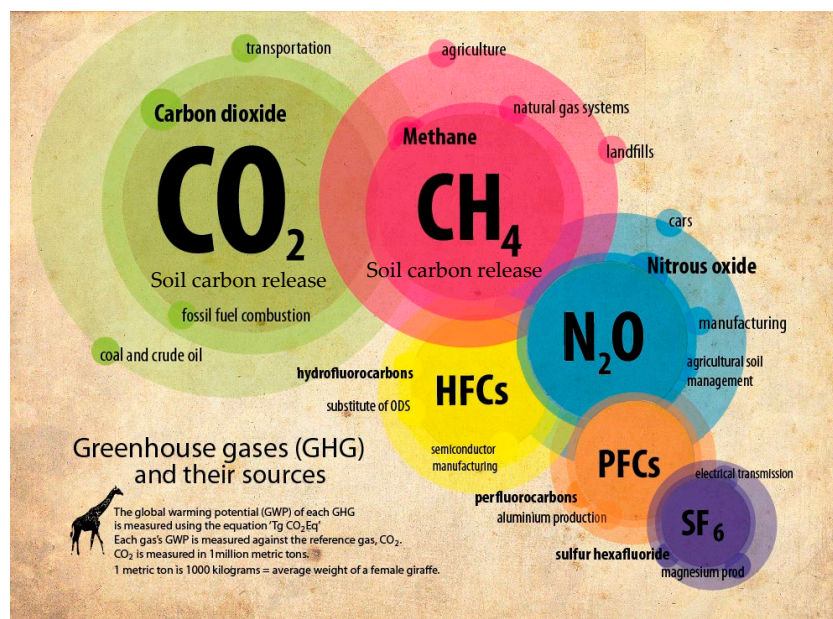 transportation
Carbon dioxide
CO2
Soil carbon release
fossil fuel combustion
coal and crude oil
agriculture
natural gas systems
Methane
landfills
CH4
Soil carbon release
cars
Nitrous oxide
N2O
manufacturing
agricultural soil
management
hydrofluorocarbons
HFCs
substitute of ODS
semiconductor
manufacturing
PFCs
perfluorocarbons
aluminum production
electrical transmission
SF6
sulfur hexafluoride
magnesium prod
Greenhouse gases (GHG)
and their sources
The global warming potential (GWP) of each GHG
is measured using the equation 'Tg CO2Eq'
Each gas's GWP is measured against the reference gas, CO2.
CO2 is measured in 1million metric tons.
1 metric ton is 1000 kilograms = average weight of a female giraffe.